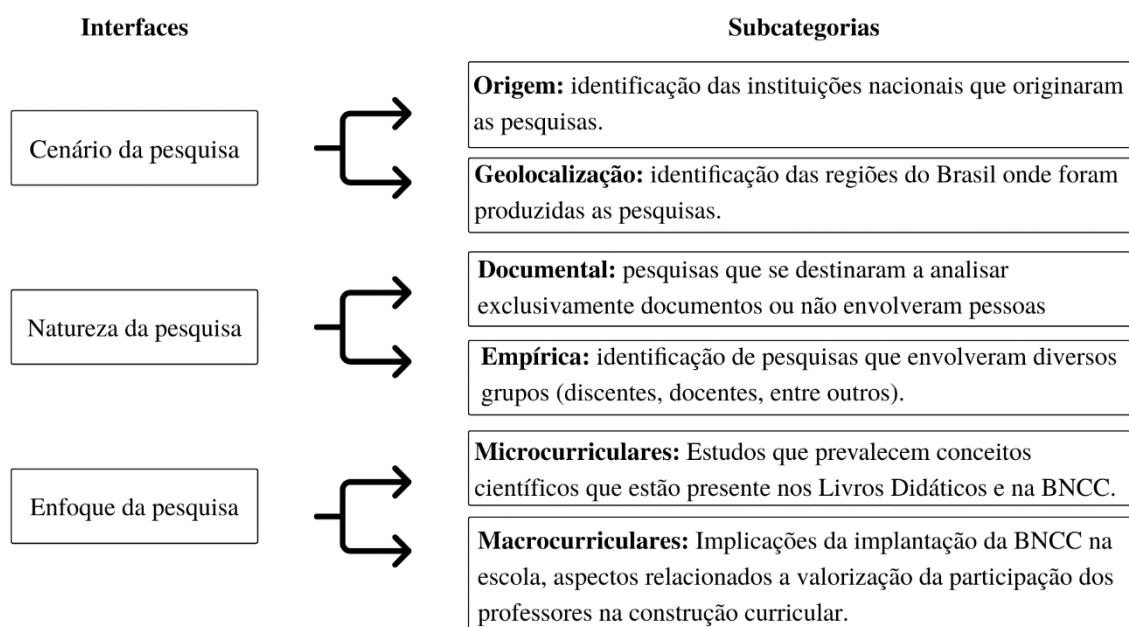 Interfaces
Subcategorias
Cenário da pesquisa
Origem: identificação das instituições nacionais que originaram
as pesquisas.
Geolocalização: identificação das regiões do Brasil onde foram
produzidas as pesquisas.
Natureza da pesquisa
Documental: pesquisas que se destinaram a analisar
exclusivamente documentos ou não envolveram pessoas
Empírica: identificação de pesquisas que envolveram diversos
grupos (discentes, docentes, entre outros).
Enfoque da pesquisa
Microcurriculares: Estudos que prevalecem conceitos
científicos que estão presente nos Livros Didáticos e na BNCC.
Macrocurriculares: Implicações da implantação da BNCC na
escola, aspectos relacionados a valorização da participação dos
professores na construção curricular.